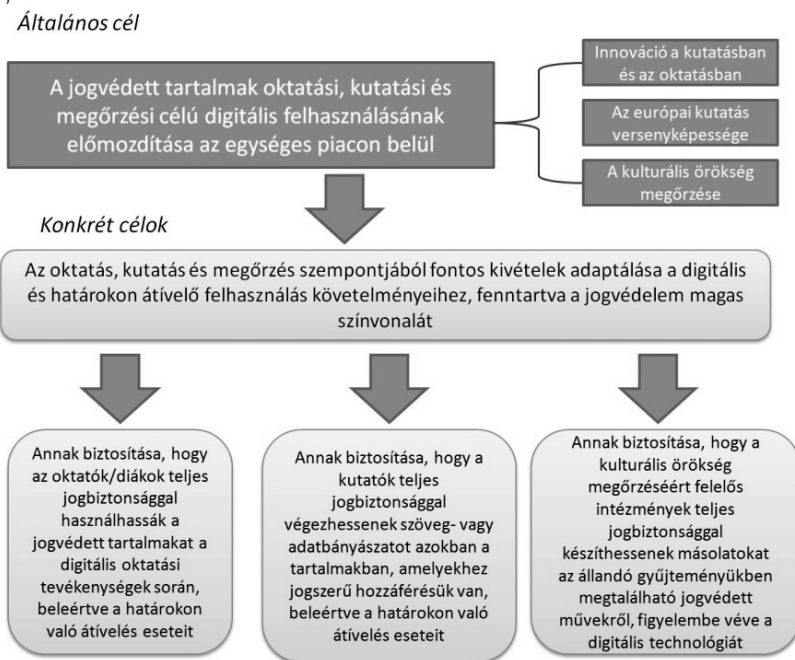 Általános cél
A jogvédett tartalmak oktatási, kutatási és
megőrzési célú digitális felhasználásának
előmozdítása az egységes piacon belül
Innováció a kutatásban
és az oktatásban
Az európai kutatás
versenyképessége
A kulturális örökség
megőrzése
Konkrét célok
Az oktatás, kutatás és megőrzés szempontjából fontos kivételek adaptálása a digitális
és határokon átívelő felhasználás követelményeihez, fenntartva a jogvédelem magas
színvonalát
Annak biztosítása, hogy
az oktatók/diákok teljes
jogbiztonsággal
használhassák a
jogvédett tartalmakat a
digitális oktatási
tevékenységek során,
beleértve a határokon
való átívelés eseteit
Annak biztosítása, hogy a
kutatók teljes
jogbiztonsággal
végezhessenek szöveg- vagy
adatbányászatot azokban a
tartalmakban, amelyekhez
jogszerű hozzáférésük van,
beleértve a határokon való
átívelés eseteit
Annak biztosítása, hogy a
kulturális örökség
megőrzéséért felelős
intézmények teljes
jogbiztonsággal
készíthessenek másolatokat
az állandó gyűjteményükben
megtalálható jogvédett
művekről, figyelembe véve a
digitális technológiát